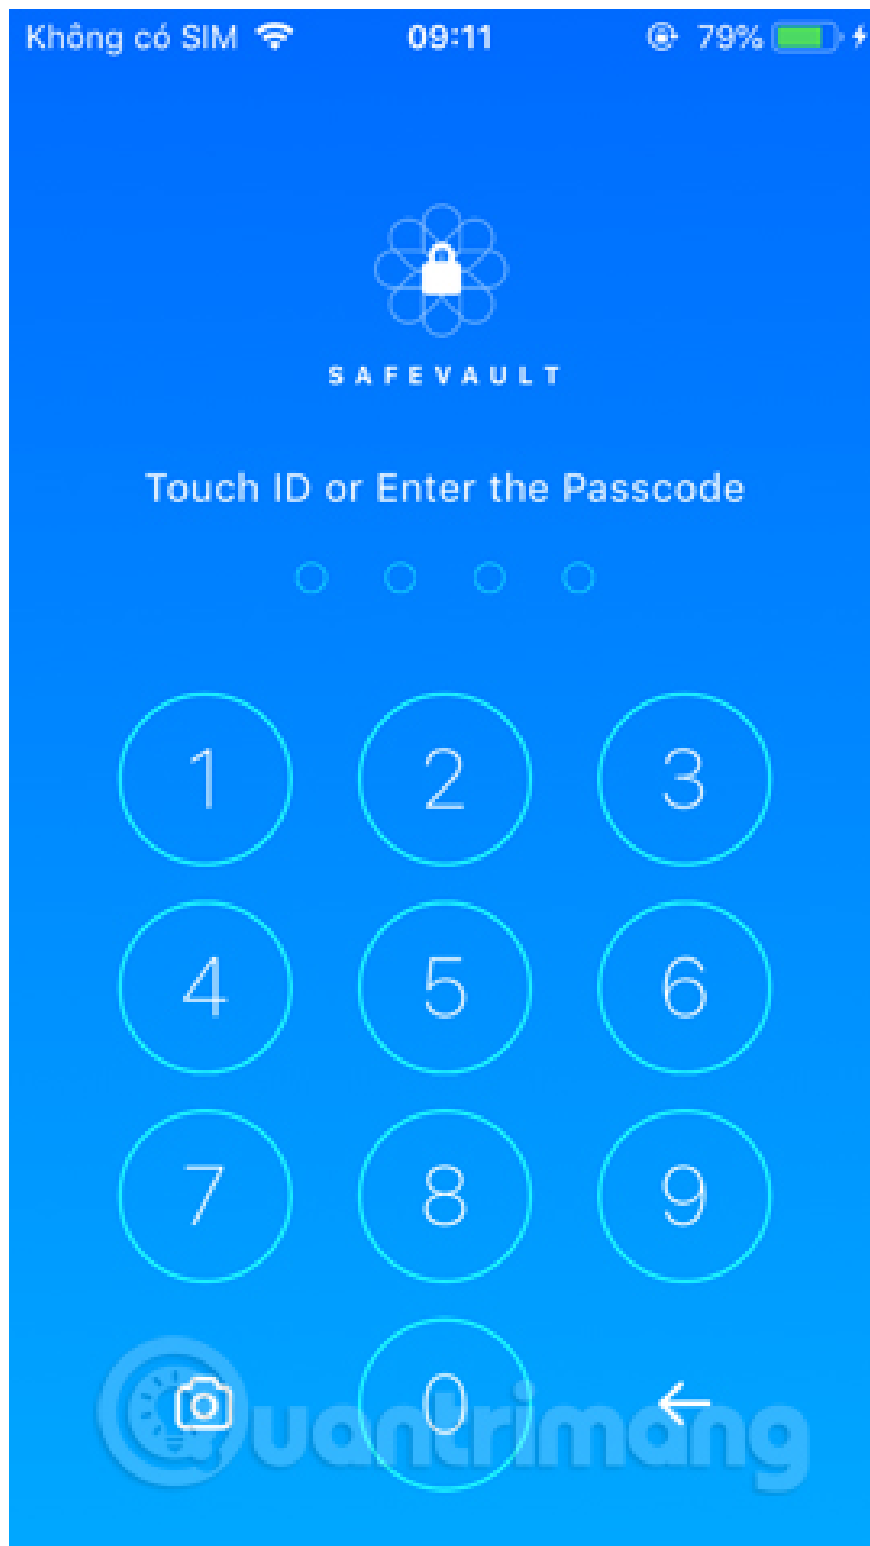 Không có SIM 09:11 79%
SAFEVAULT
Touch ID or Enter the Passcode
1 2 3
4 5 6
7 8 9
0
Quantrimang